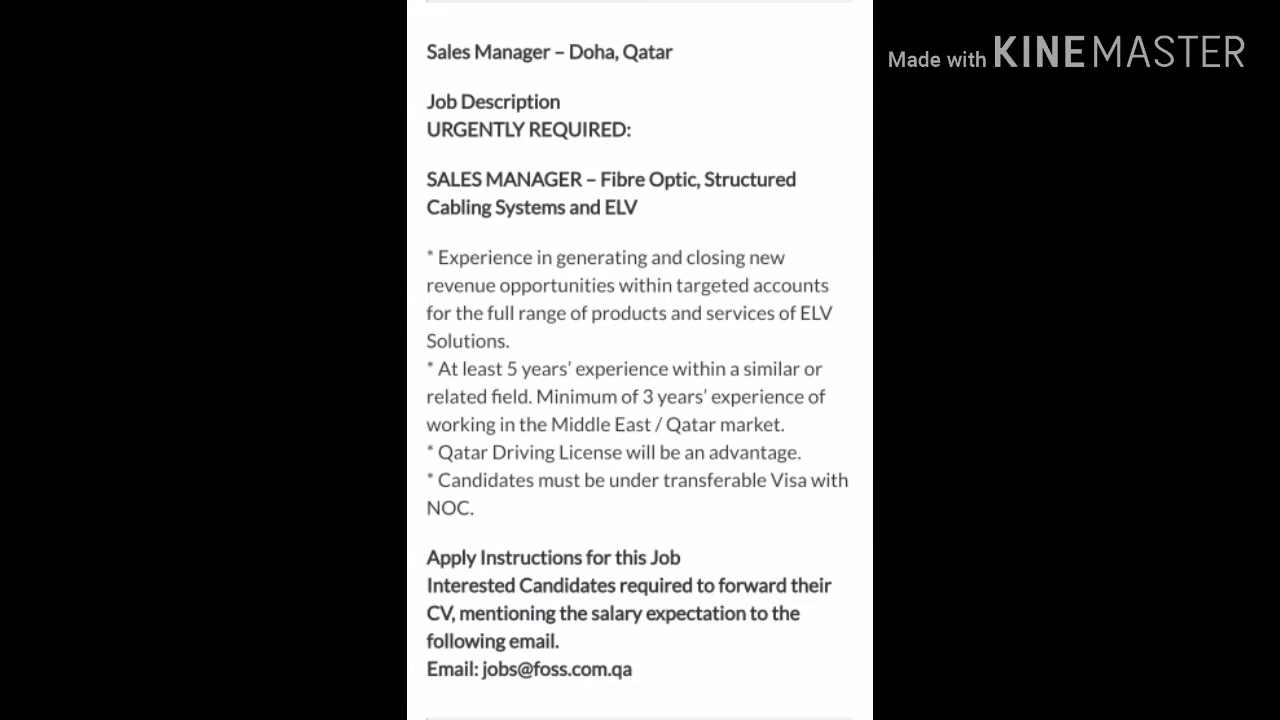 Made with KINEMASTER
Sales Manager – Doha, Qatar
Job Description
URGENTLY REQUIRED:
SALES MANAGER – Fibre Optic, Structured
Cabling Systems and ELV
* Experience in generating and closing new
revenue opportunities within targeted accounts
for the full range of products and services of ELV
Solutions.
* At least 5 years’ experience within a similar or
related field. Minimum of 3 years’ experience of
working in the Middle East / Qatar market.
* Qatar Driving License will be an advantage.
* Candidates must be under transferable Visa with
NOC.
Apply Instructions for this Job
Interested Candidates required to forward their
CV, mentioning the salary expectation to the
following email.
Email: jobs@foss.com.qa